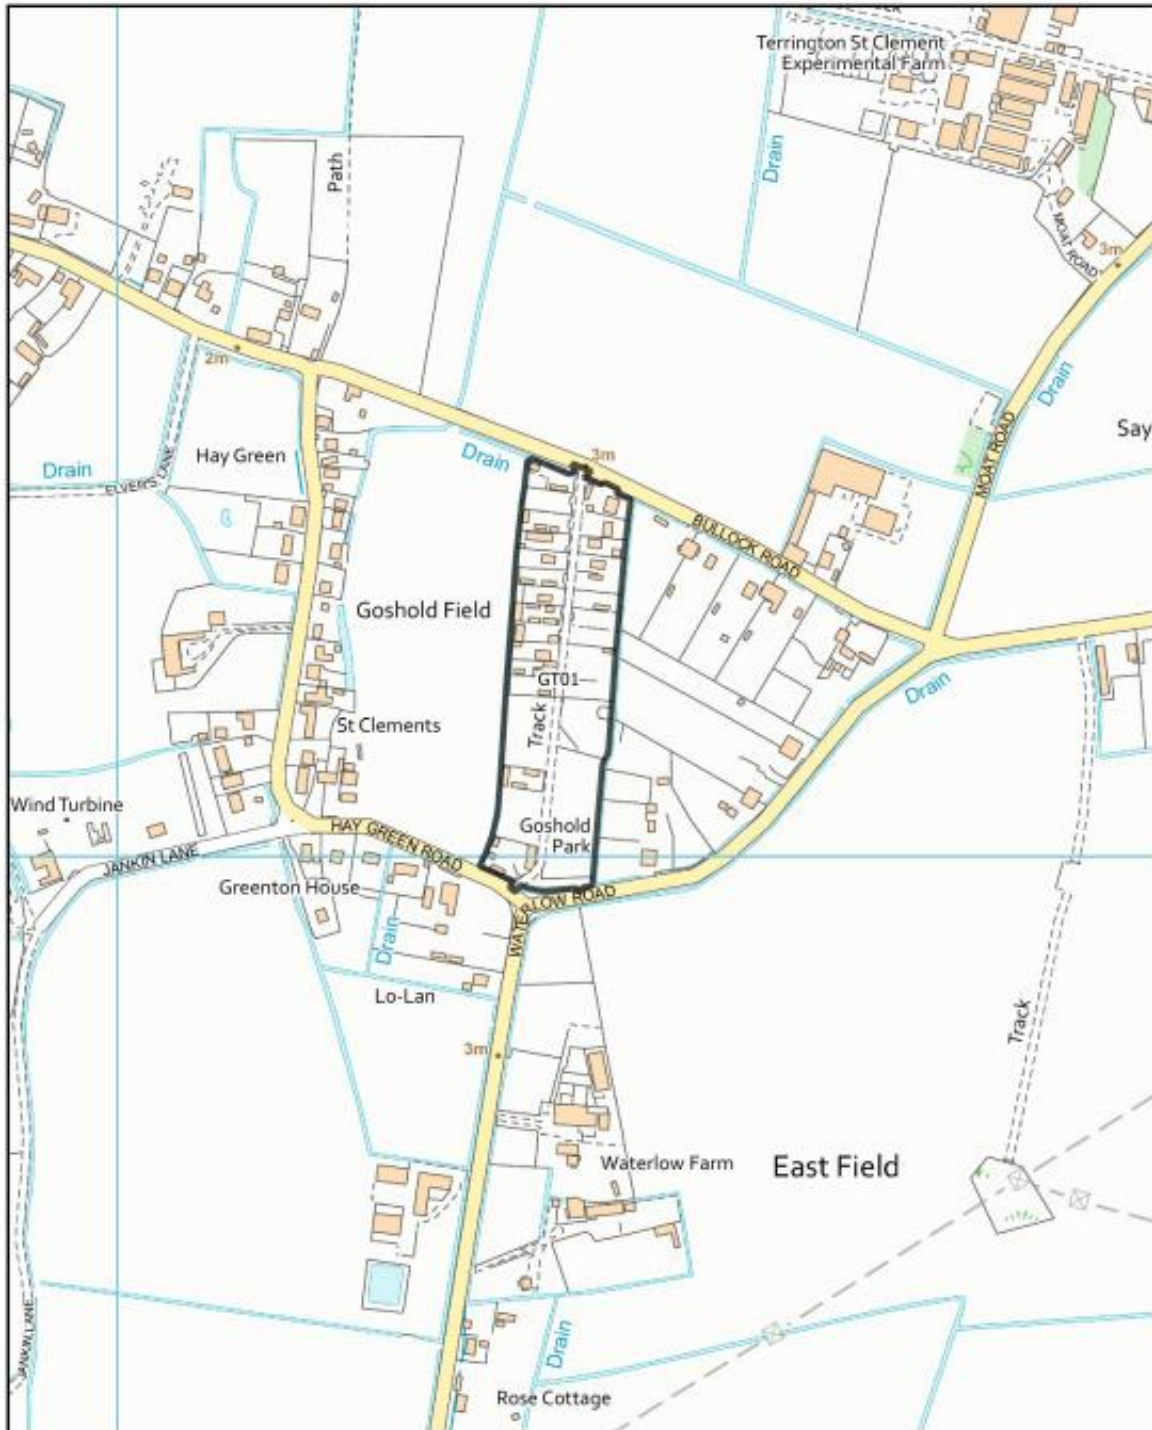 Terrington St Clement
Experimental Farm
Drain
Path
MOAT ROAD
3m
2m
Drain
MOAT ROAD
Say
Hay Green
Drain
3m
Drain
ELVERS LANE
BULLOCK ROAD
Goshold Field
GT01
Drain
Track
St Clements
Wind Turbine
HAY GREEN ROAD
Goshold
Park
JANKIN LANE
Greenton House
WATERLOW ROAD
Drain
Lo-Lan
Track
3m
Waterlow Farm
East Field
JANKIN LANE
Drain
Rose Cottage